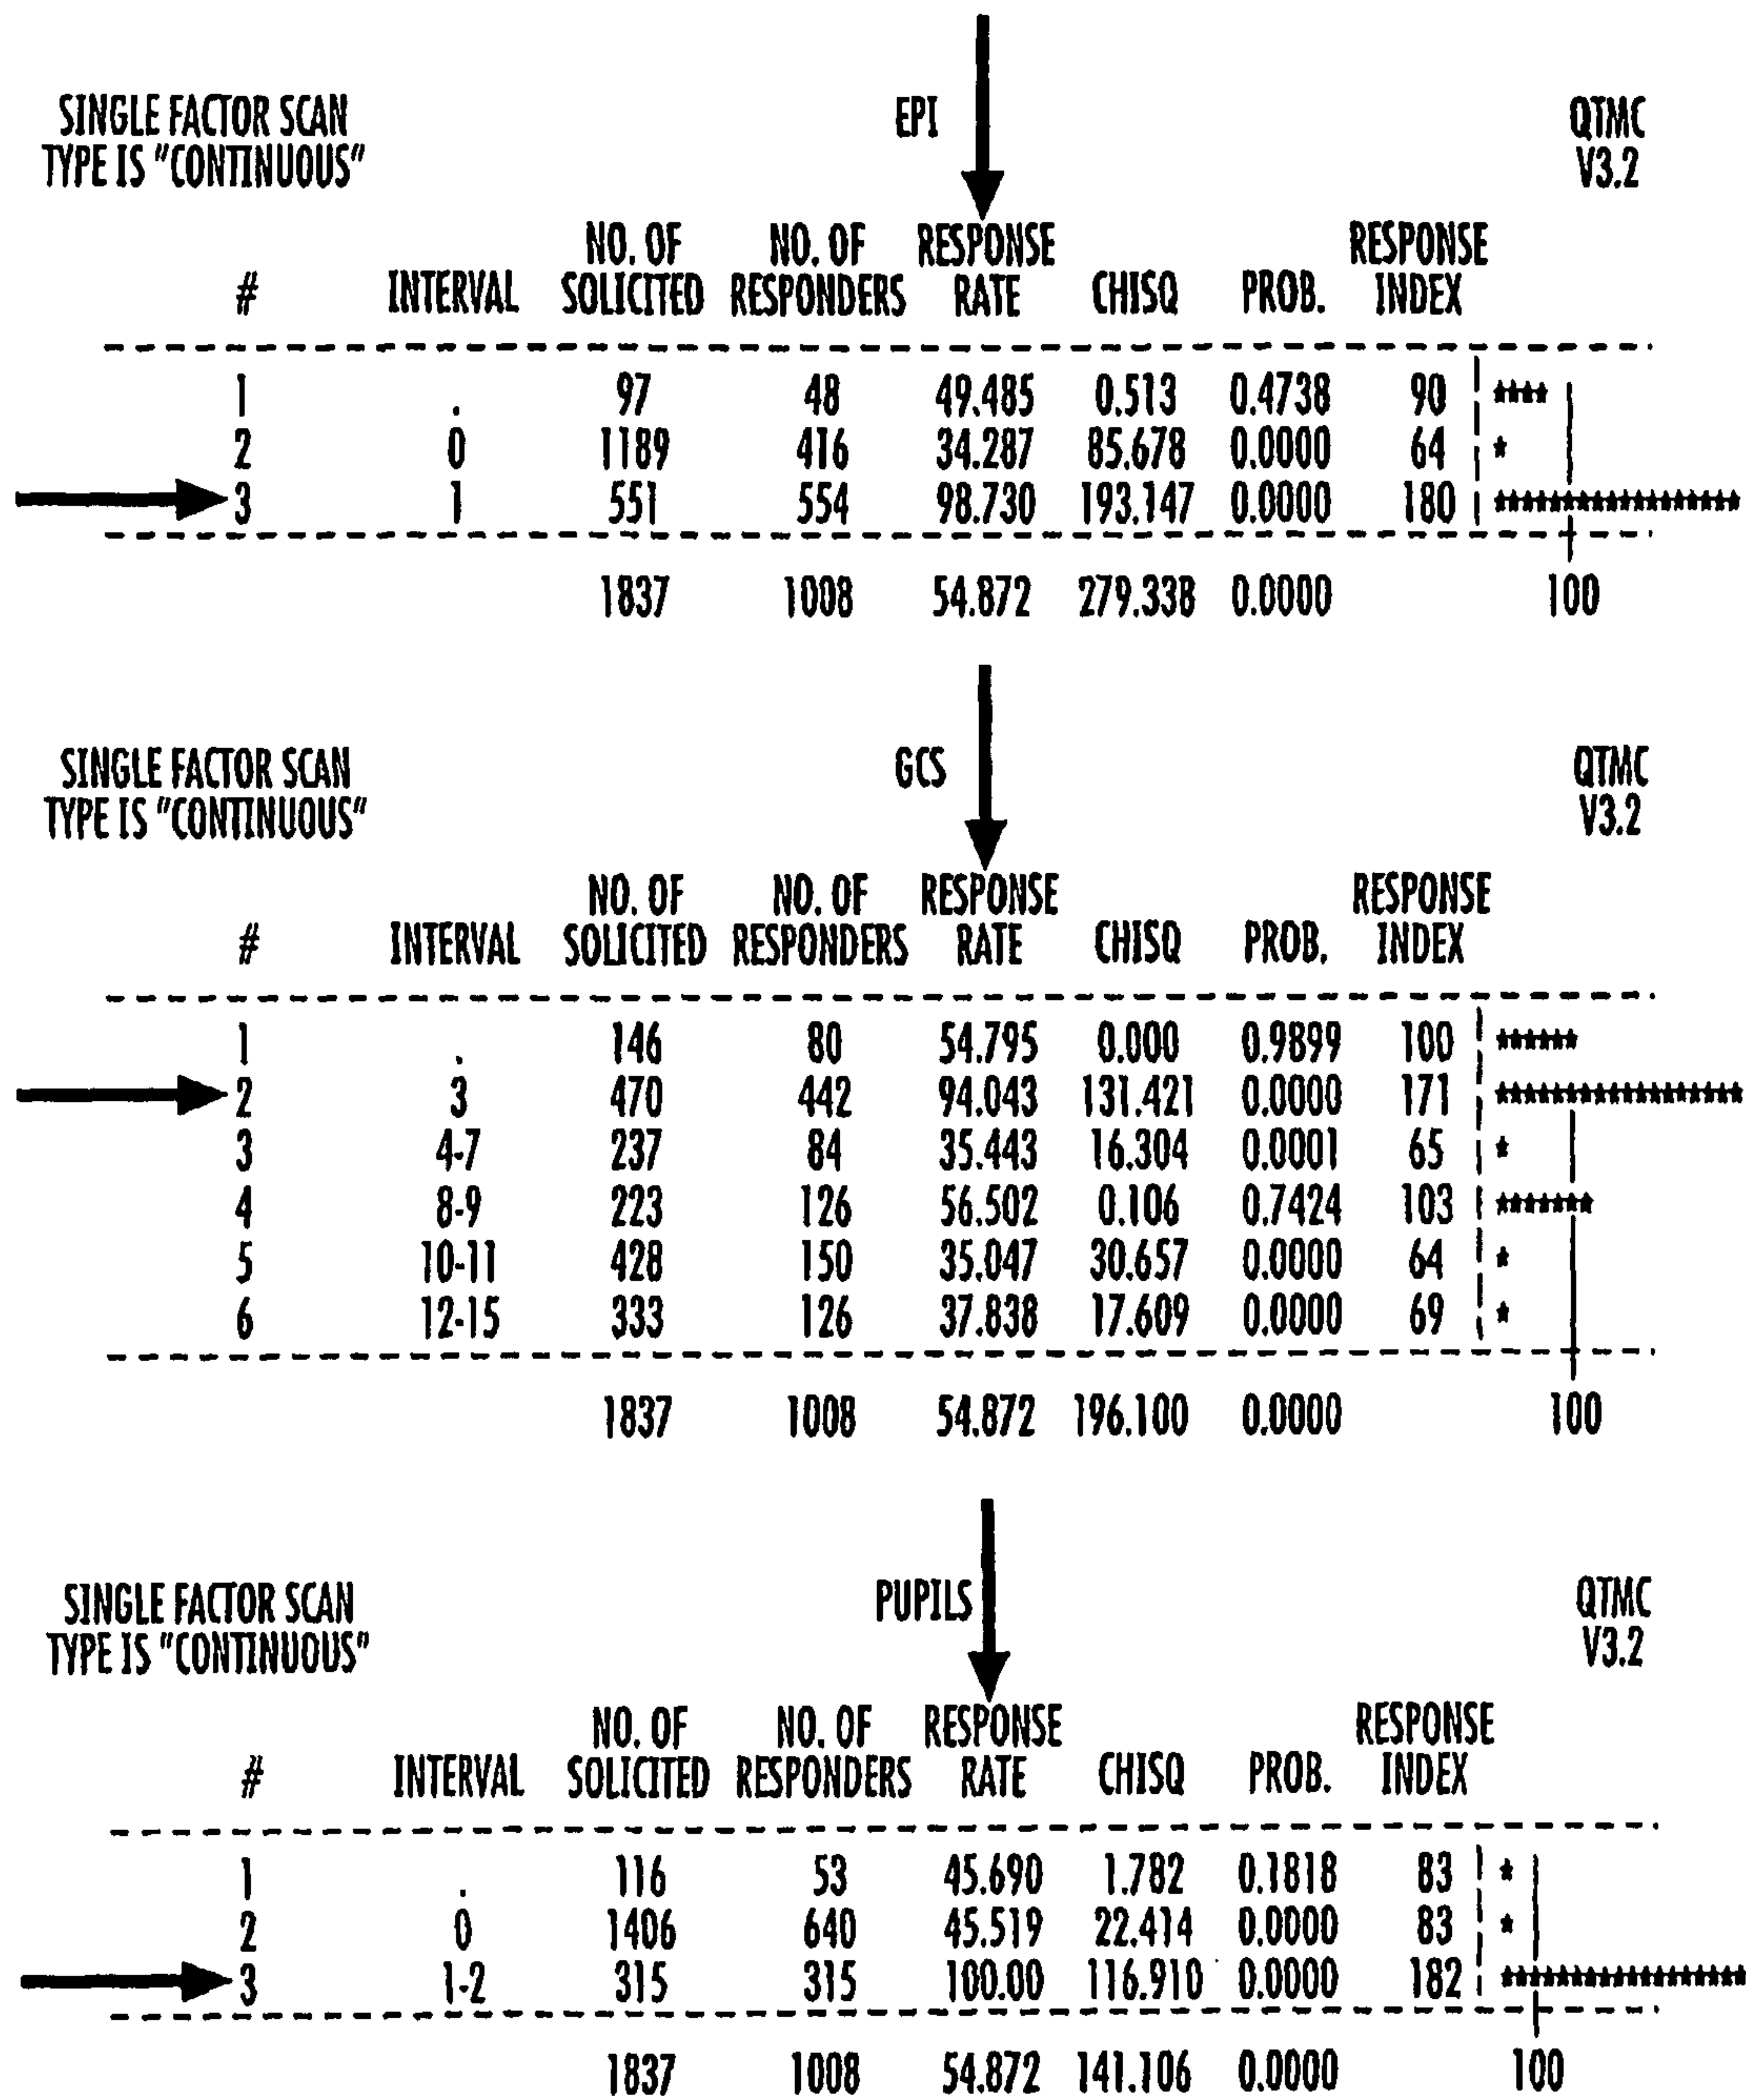 SINGLE FACTOR SCAN EPI QTMC
TYPE IS "CONTINUOUS" V3.2
NO. OF NO. OF RESPONSE RESPONSE
# INTERVAL SOLICITED RESPONDERS RATE CHISQ PROB. INDEX
1 . 97 48 49.485 0.513 0.4738 90 ****
2 0 1189 416 34.287 85.678 0.0000 64 *
3 1 551 554 98.730 193.147 0.0000 180 *****************
1837 1008 54.872 279.338 0.0000 100
SINGLE FACTOR SCAN GCS QTMC
TYPE IS "CONTINUOUS" V3.2
NO. OF NO. OF RESPONSE RESPONSE
# INTERVAL SOLICITED RESPONDERS RATE CHISQ PROB. INDEX
1 . 146 80 54.795 0.000 0.9899 100 ******
2 3 470 442 94.043 131.421 0.0000 171 *****************
3 4-7 237 84 35.443 16.304 0.0001 65 *
4 8-9 223 126 56.502 0.106 0.7424 103 *******
5 10-11 428 150 35.047 30.657 0.0000 64 *
6 12-15 333 126 37.838 17.609 0.0000 69 *
1837 1008 54.872 196.100 0.0000 100
SINGLE FACTOR SCAN PUPILS QTMC
TYPE IS "CONTINUOUS" V3.2
NO. OF NO. OF RESPONSE RESPONSE
# INTERVAL SOLICITED RESPONDERS RATE CHISQ PROB. INDEX
1 . 116 53 45.690 1.782 0.1818 83 *
2 0 1406 640 45.519 22.414 0.0000 83 *
3 1-2 315 315 100.00 116.910 0.0000 182 *****************
1837 1008 54.872 141.106 0.0000 100